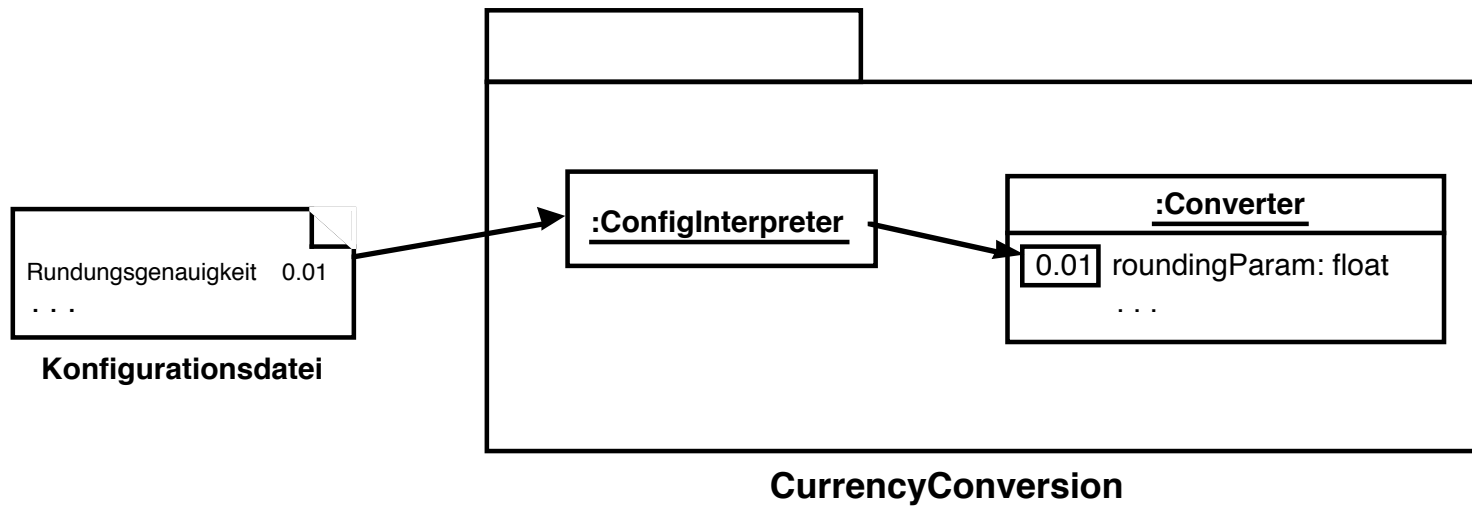 Rundungsgenauigkeit 0.01
. . .
Konfigurationsdatei
:ConfigInterpreter
:Converter
0.01 roundingParam: float
. . .
CurrencyConversion